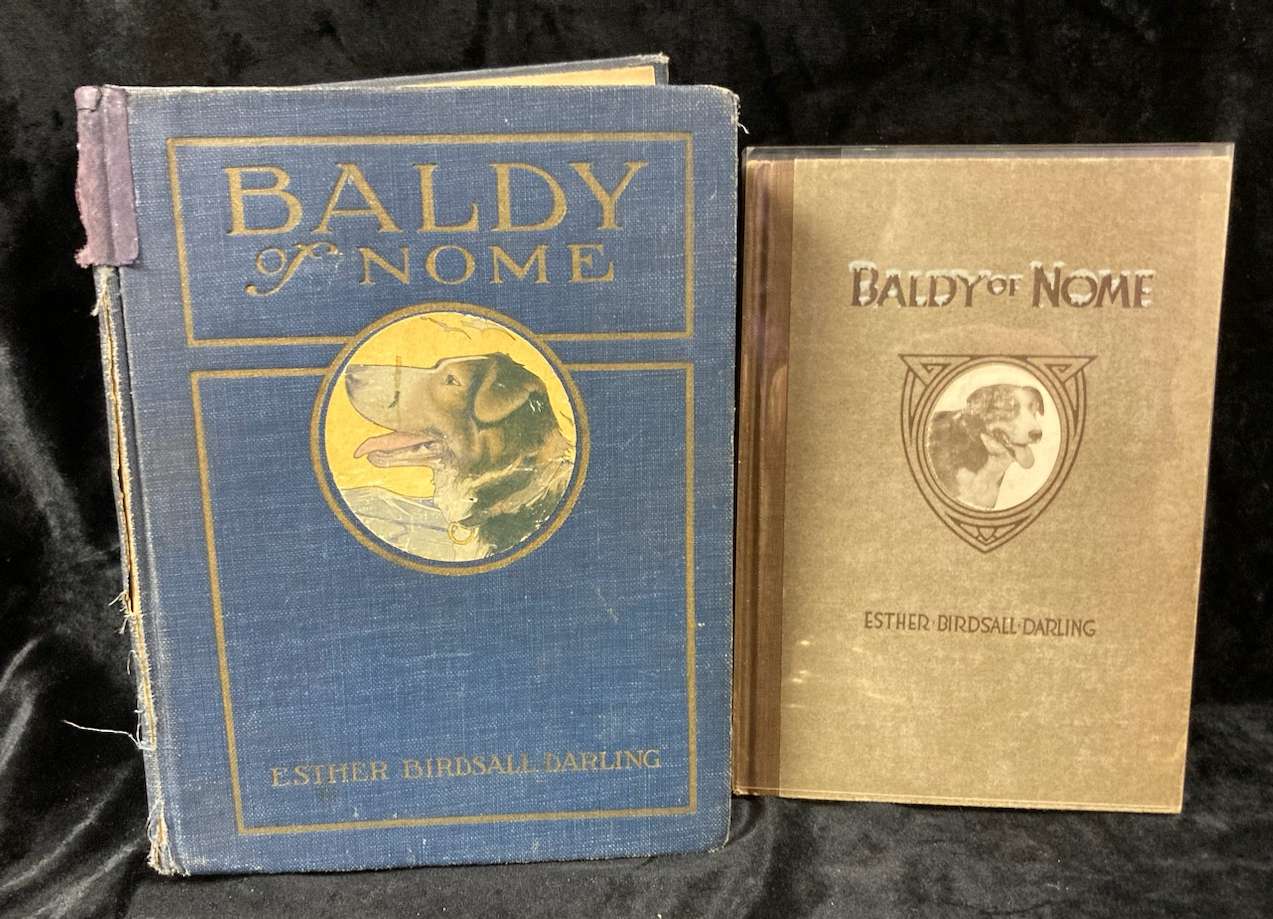 BALDY
of NOME
ESTHER BIRDSALL DARLING
BALDY OF NOME
ESTHER·BIRDSALL·DARLING